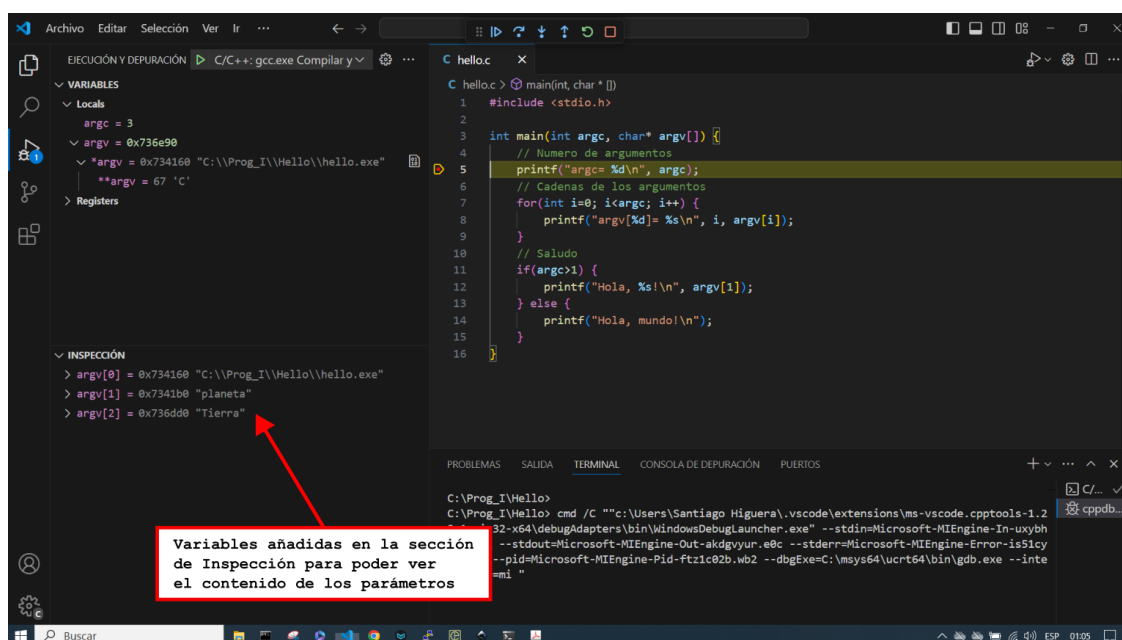 Archivo Editar Selección Ver Ir ···
EJECUCIÓN Y DEPURACIÓN C/C++: gcc.exe Compilar y
VARIABLES
Locals
argc = 3
argv = 0x736e90
*argv = 0x734160 "C:\\Prog_I\\Hello\\hello.exe"
**argv = 67 'C'
Registers
INSPECCIÓN
argv[0] = 0x734160 "C:\\Prog_I\\Hello\\hello.exe"
argv[1] = 0x7341b0 "planeta"
argv[2] = 0x736dd0 "Tierra"
Variables añadidas en la sección
de Inspección para poder ver
el contenido de los parámetros
C hello.c
C hello.c > main(int, char * [])
1 #include <stdio.h>
2
3 int main(int argc, char* argv[]) {
4 // Numero de argumentos
5 printf("argc= %d\n", argc);
6 // Cadenas de los argumentos
7 for(int i=0; i<argc; i++) {
8 printf("argv[%d]= %s\n", i, argv[i]);
9 }
10 // Saludo
11 if(argc>1) {
12 printf("Hola, %s!\n", argv[1]);
13 } else {
14 printf("Hola, mundo!\n");
15 }
16 }
PROBLEMAS SALIDA TERMINAL CONSOLA DE DEPURACIÓN PUERTOS
C:\Prog_I\Hello>
C:\Prog_I\Hello> cmd /C ""c:\Users\Santiago Higuera\.vscode\extensions\ms-vscode.cpptools-1.2
32-x64\debugAdapters\bin\WindowsDebugLauncher.exe" --stdin=Microsoft-MIEngine-In-uxybh
--stdout=Microsoft-MIEngine-Out-akdgvyur.e0c --stderr=Microsoft-MIEngine-Error-is51cy
--pid=Microsoft-MIEngine-Pid-ftz1c02b.wb2 --dbgExe=C:\msys64\ucrt64\bin\gdb.exe --inte
=mi "
C/...
cppdb...
1
C
Buscar
ESP 01:05